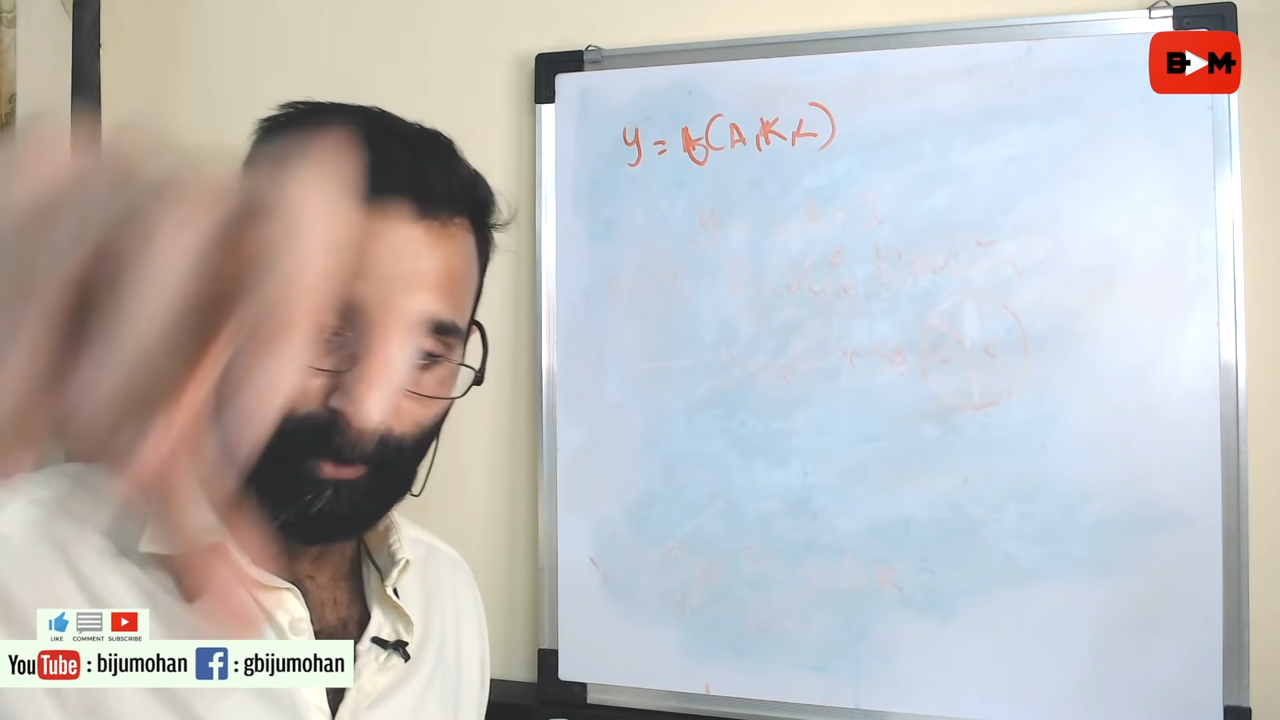 B M
y = f(A, K, L)
LIKE COMMENT SUBSCRIBE
YouTube : bijumohan f : gbijumohan